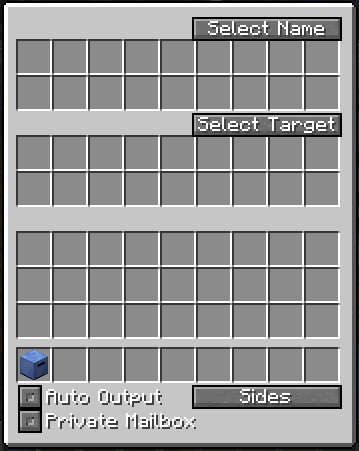 Select Name
Select Target
Auto Output
Sides
Private Mailbox